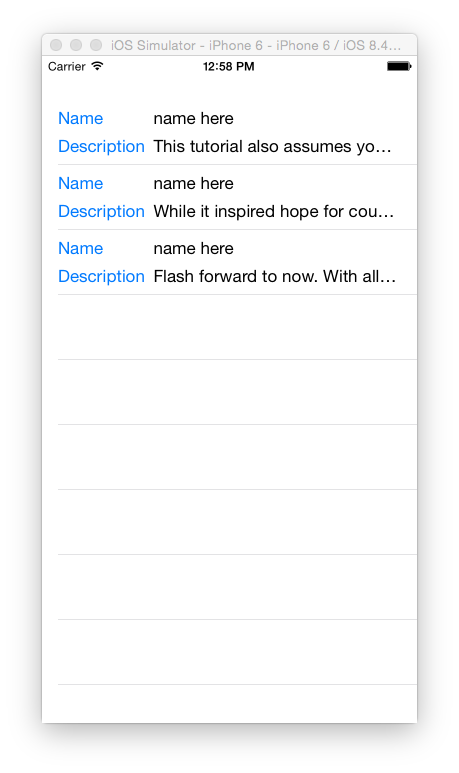 iOS Simulator - iPhone 6 - iPhone 6 / iOS 8.4...
Carrier 12:58 PM
Name name here
Description This tutorial also assumes yo...
Name name here
Description While it inspired hope for cou...
Name name here
Description Flash forward to now. With all...